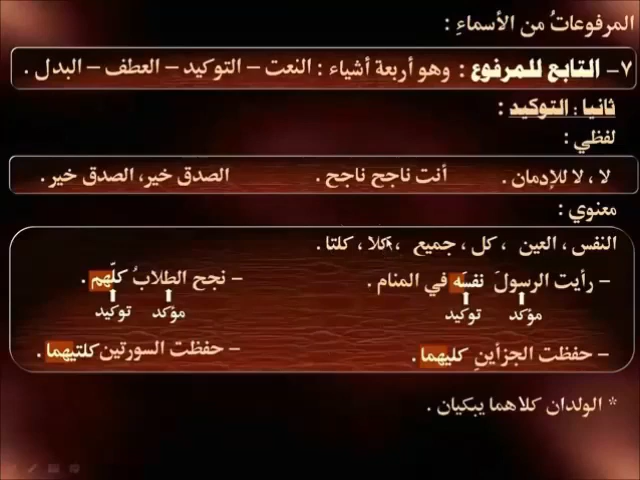 المرفوعاتُ من الأسماءِ :
٧- التابع للمرفوع : وهو أربعة أشياء : النعت – التوكيد – العطف – البدل .
ثانيا : التوكيد :
لفظي :
لا ، لا للإدمان . أنت ناجح ناجح . الصدق خير، الصدق خير .
معنوي :
النفس ، العين ، كل ، جميع ، كلا ، كلتا .
– رأيت الرسولَ نفسَه في المنام . – نجح الطلابُ كلُّهم .
مؤكد توكيد مؤكد توكيد
– حفظت الجزأينِ كليهما . – حفظت السورتين كلتيهما .
* الولدان كلاهما يبكيان .